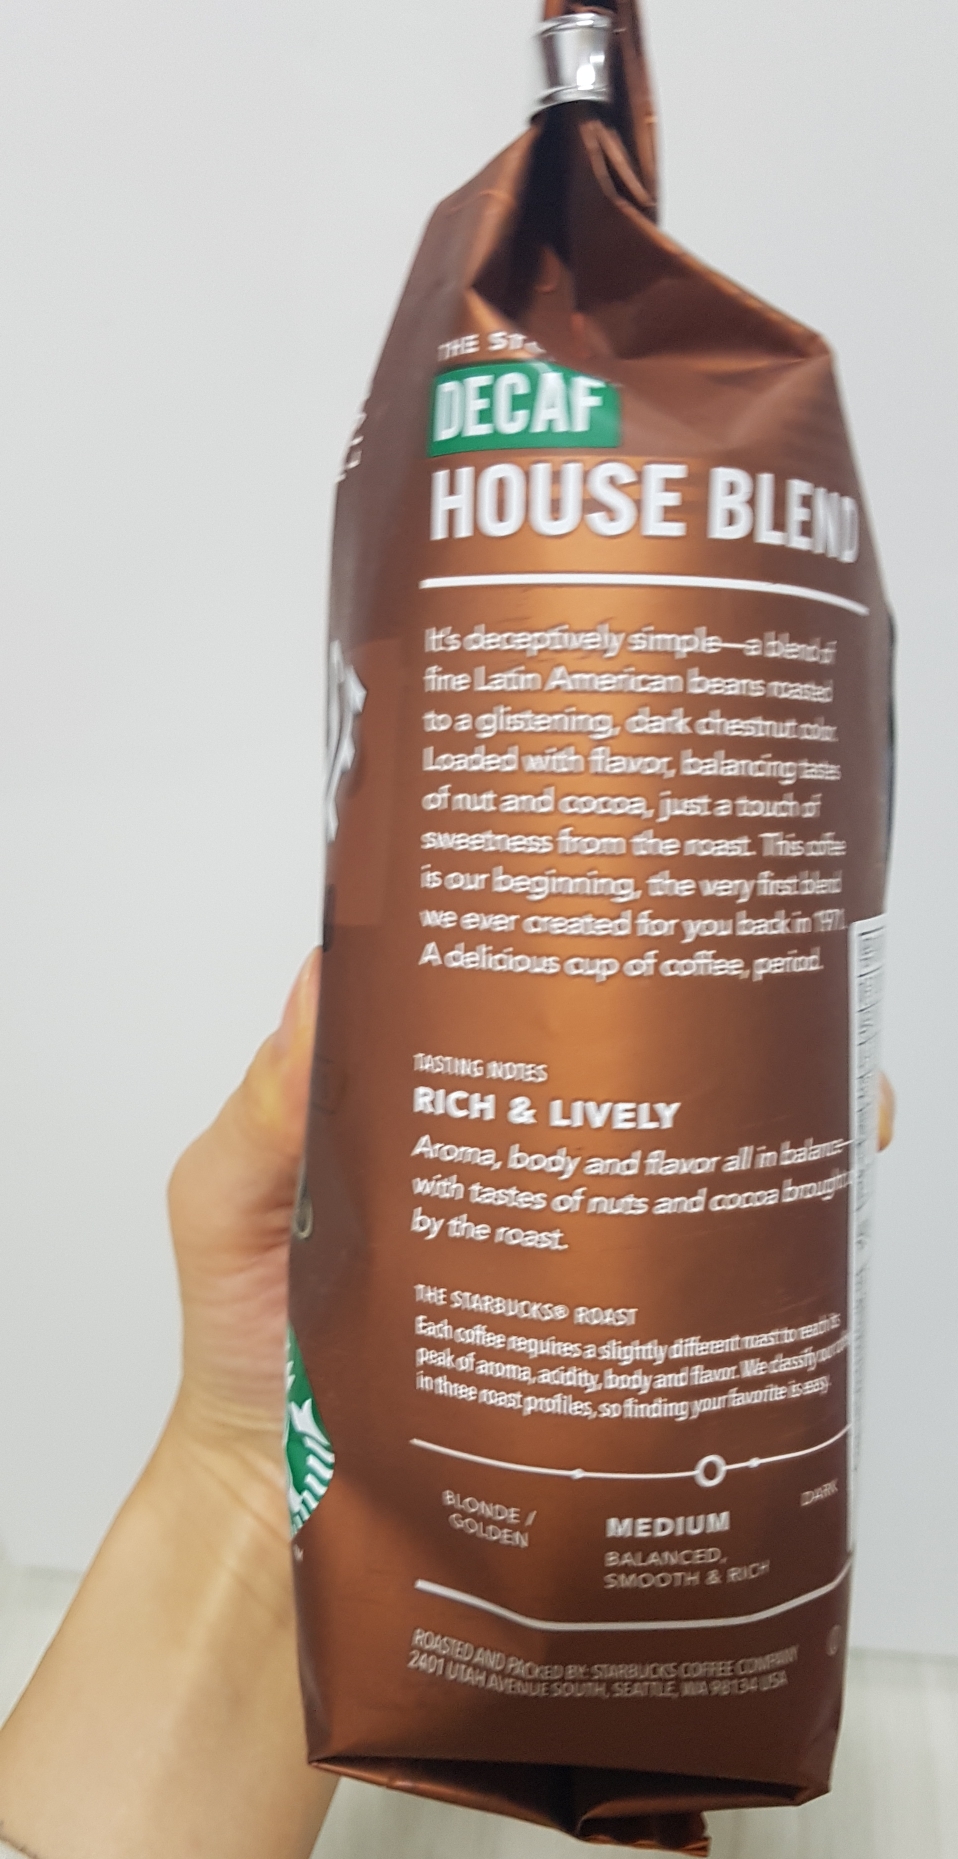 THE
DECAF
HOUSE BLEND
It's deceptively simple—a blend of
fine Latin American beans roasted
to a glistening, dark chestnut color.
Loaded with flavor, balancing tastes
of nut and cocoa, just a touch of
sweetness from the roast. This coffee
is our beginning, the very first blend
we ever created for you back in 1971.
A delicious cup of coffee, period.
TASTING NOTES
RICH & LIVELY
Aroma, body and flavor all in balance—
with tastes of nuts and cocoa brought
by the roast.
THE STARBUCKS® ROAST
Each coffee requires a slightly different roast to reach its
peak of aroma, acidity, body and flavor. We classify our
in three roast profiles, so finding your favorite is easy.
BLONDE /
GOLDEN
MEDIUM
BALANCED,
SMOOTH & RICH
DARK
ROASTED AND PACKED BY: STARBUCKS COFFEE COMPANY
2401 UTAH AVENUE SOUTH, SEATTLE, WA 98134 USA